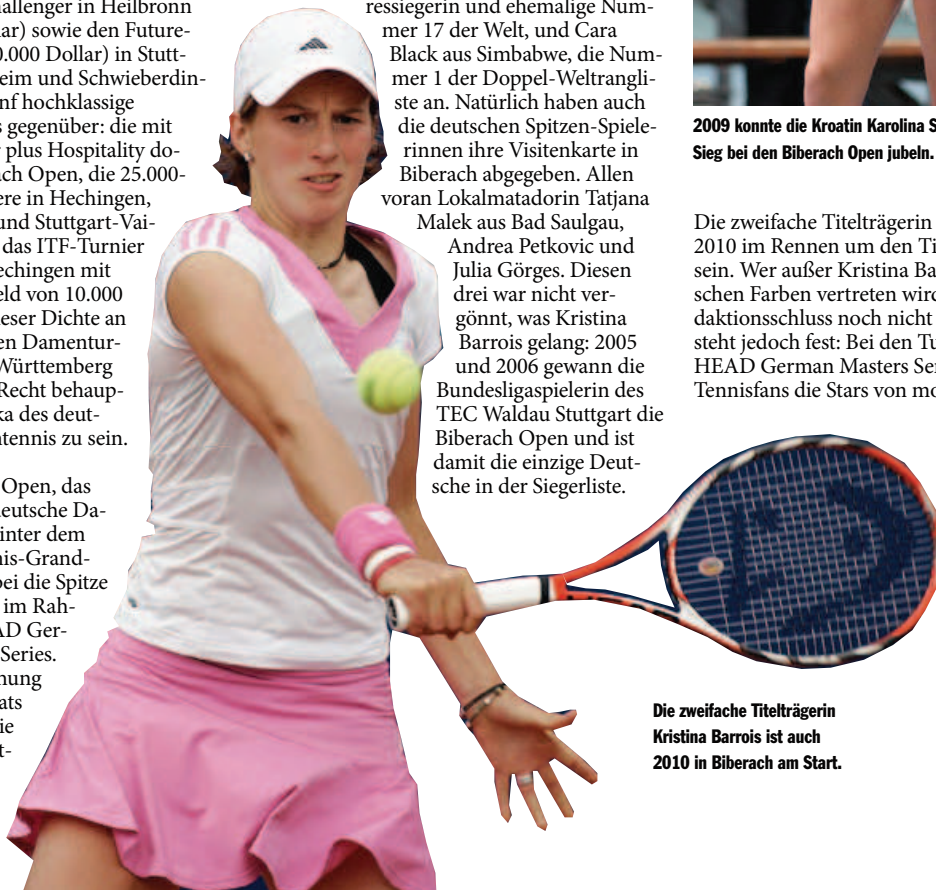 allenger in Heilbronn
ar) sowie den Future-
0.000 Dollar) in Stutt-
eim und Schwieberdin-
nf hochklassige
s gegenüber: die mit
plus Hospitality do-
ch Open, die 25.000-
ere in Hechingen,
und Stuttgart-Vai-
das ITF-Turnier
echingen mit
eld von 10.000
ieser Dichte an
en Damentur-
Württemberg
Recht behaup-
ka des deut-
ntennis zu sein.
Open, das
eutsche Da-
inter dem
nis-Grand-
bei die Spitze
im Rah-
AD Ger-
Series.
nung
ats
ie
t-
ressiegerin und ehemalige Num-
mer 17 der Welt, und Cara
Black aus Simbabwe, die Num-
mer 1 der Doppel-Weltrangli-
ste an. Natürlich haben auch
die deutschen Spitzen-Spiele-
rinnen ihre Visitenkarte in
Biberach abgegeben. Allen
voran Lokalmatadorin Tatjana
Malek aus Bad Saulgau,
Andrea Petkovic und
Julia Görges. Diesen
drei war nicht ver-
gönnt, was Kristina
Barrois gelang: 2005
und 2006 gewann die
Bundesligaspielerin des
TEC Waldau Stuttgart die
Biberach Open und ist
damit die einzige Deut-
sche in der Siegerliste.
2009 konnte die Kroatin Karolina S
Sieg bei den Biberach Open jubeln.
Die zweifache Titelträgerin
2010 im Rennen um den Ti
sein. Wer außer Kristina Ba
schen Farben vertreten wird
daktionsschluss noch nicht
steht jedoch fest: Bei den Tu
HEAD German Masters Ser
Tennisfans die Stars von mo
Die zweifache Titelträgerin
Kristina Barrois ist auch
2010 in Biberach am Start.